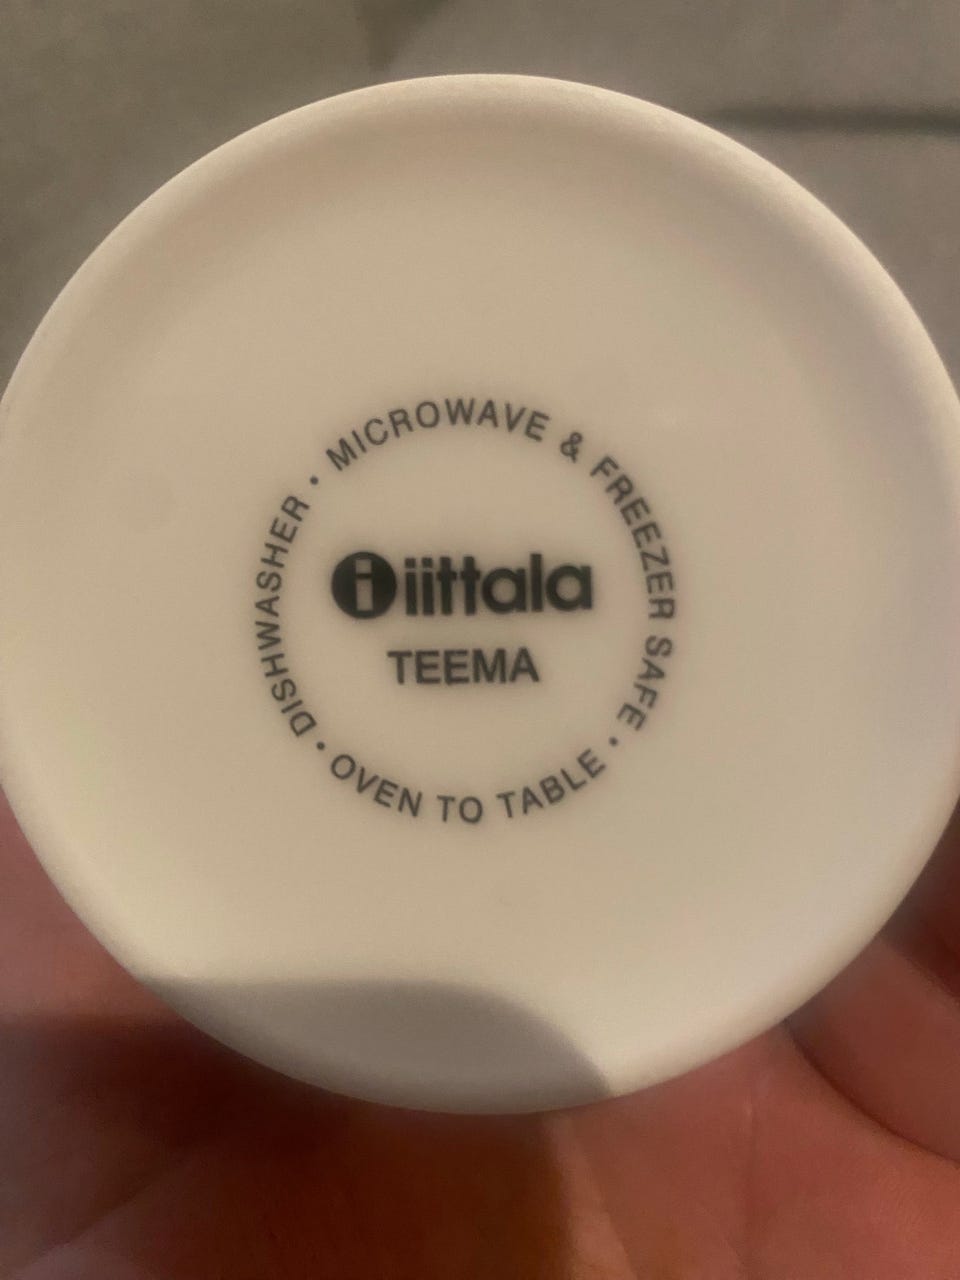 DISHWASHER • MICROWAVE & FREEZER SAFE • OVEN TO TABLE •
i iittala
TEEMA